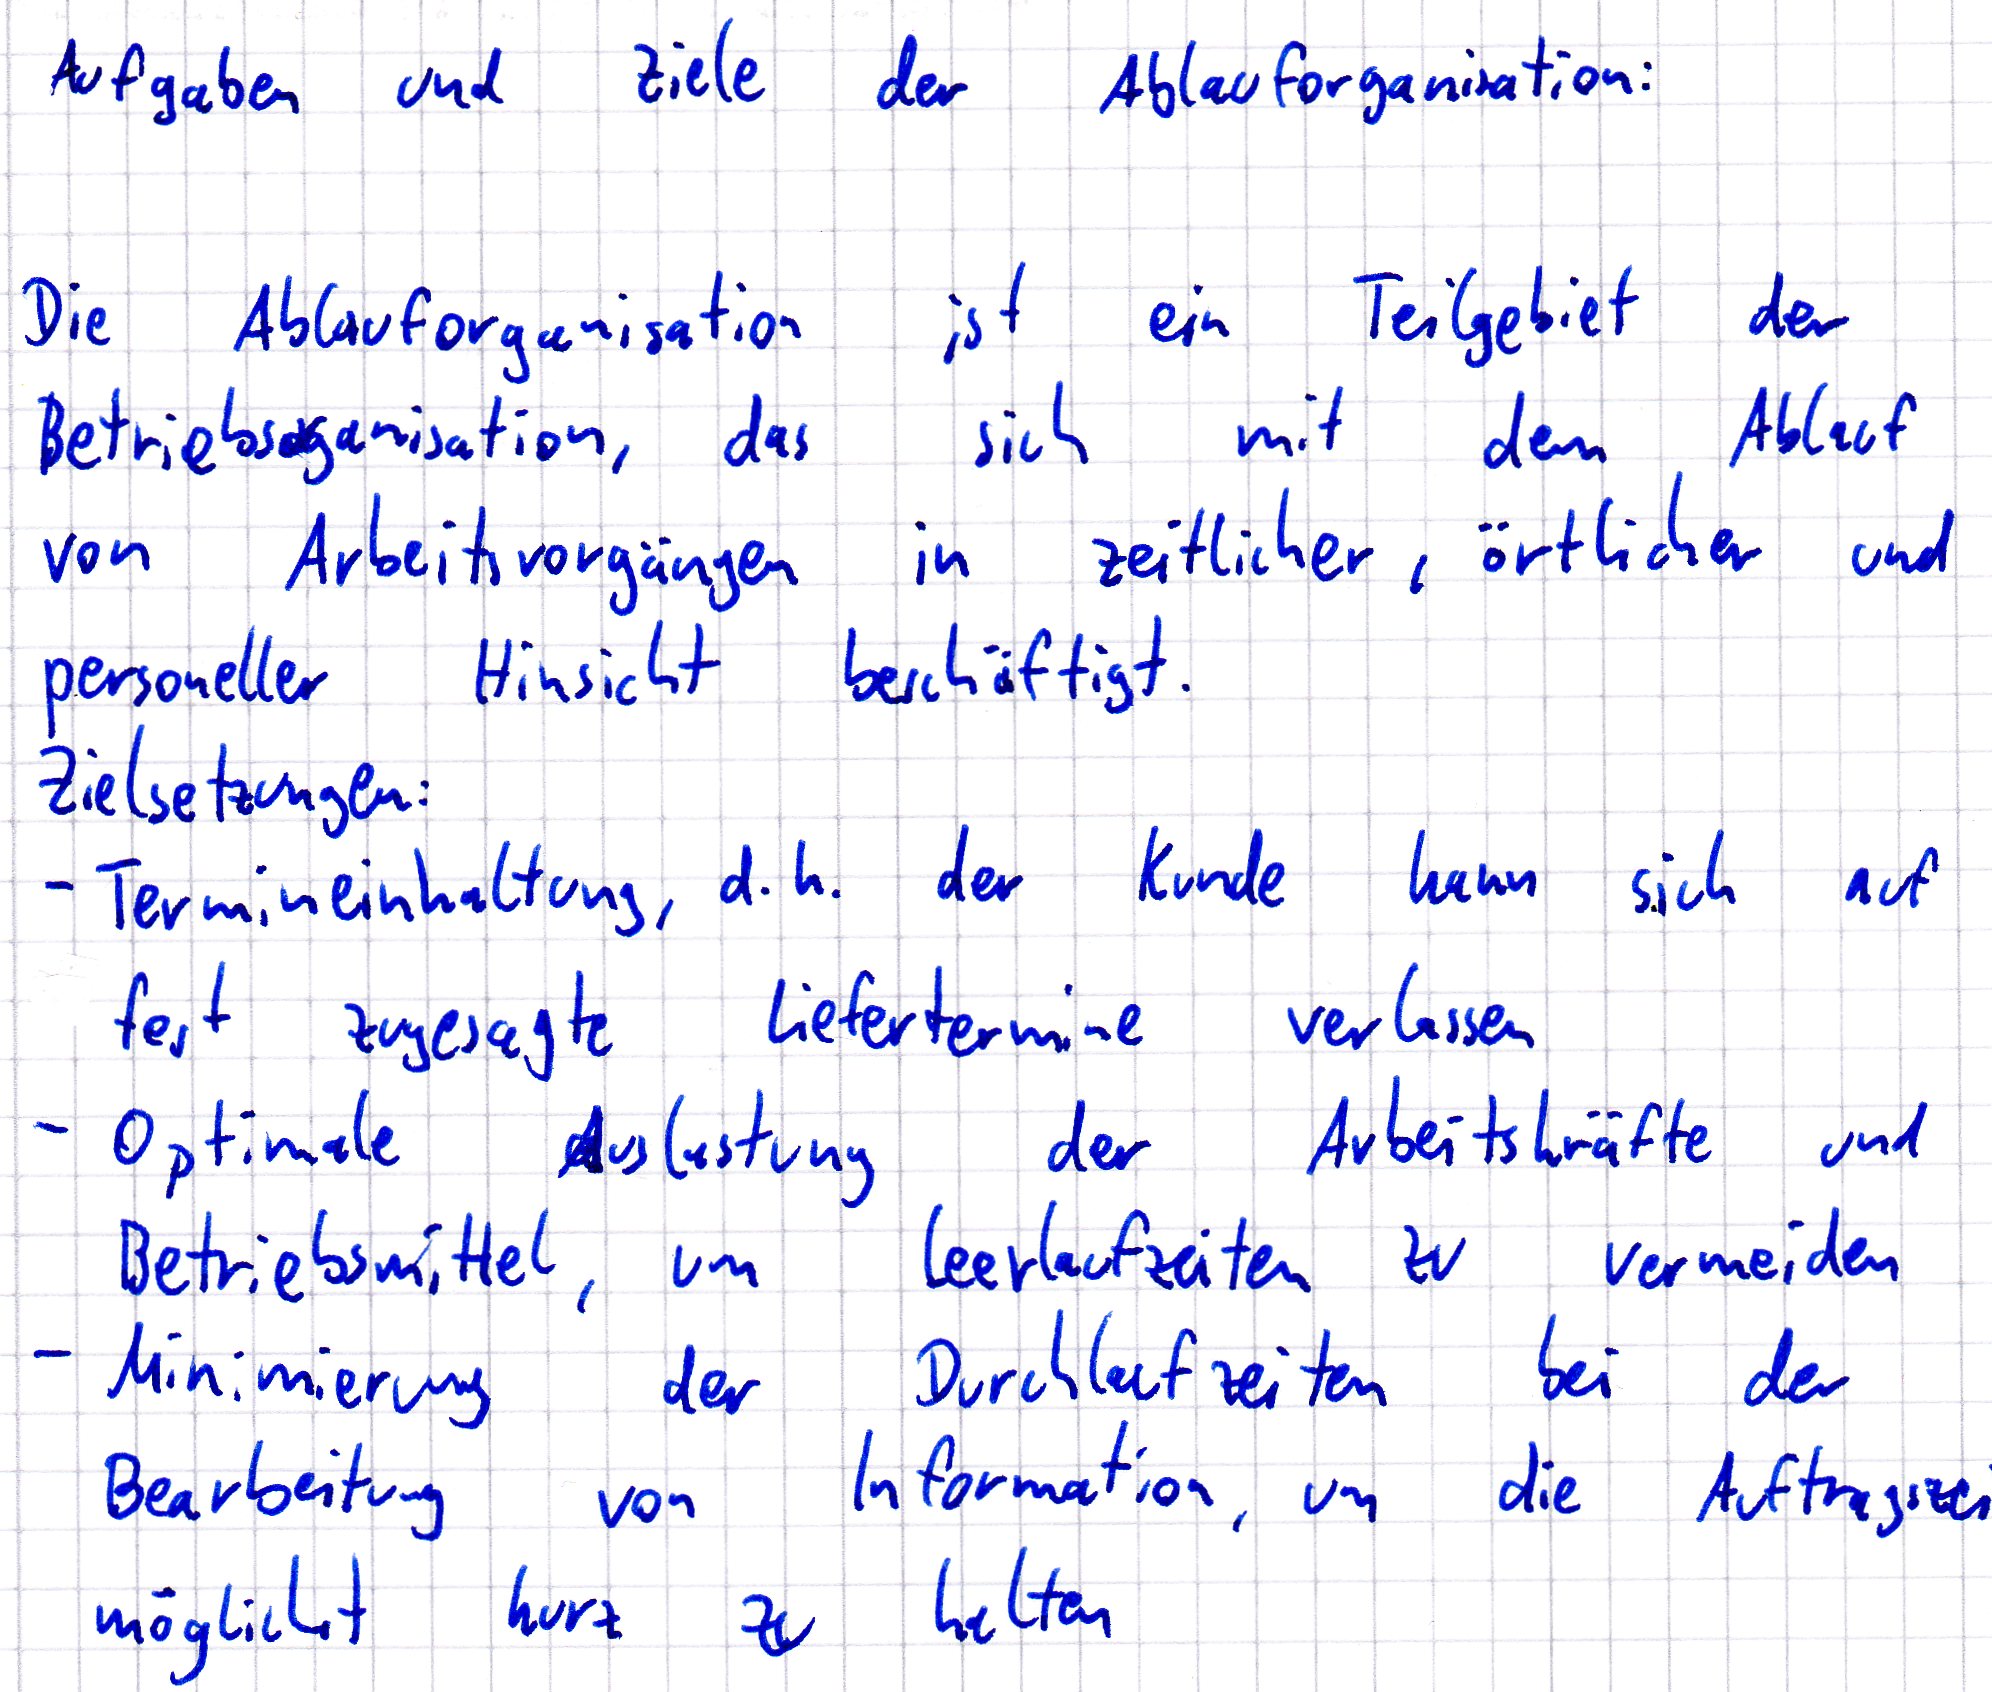 Aufgaben und Ziele der Ablauforganisation:
Die Ablauforganisation ist ein Teilgebiet der
Betriebsorganisation, das sich mit dem Ablauf
von Arbeitsvorgängen in zeitlicher, örtlicher und
personeller Hinsicht beschäftigt.
Zielsetzungen:
- Termineinhaltung, d.h. der Kunde kann sich auf
fest zugesagte Liefertermine verlassen
- Optimale Auslastung der Arbeitskräfte und
Betriebsmittel, um Leerlaufzeiten zu vermeiden
- Minimierung der Durchlaufzeiten bei der
Bearbeitung von Information, um die Auftragszei
möglichst kurz zu halten